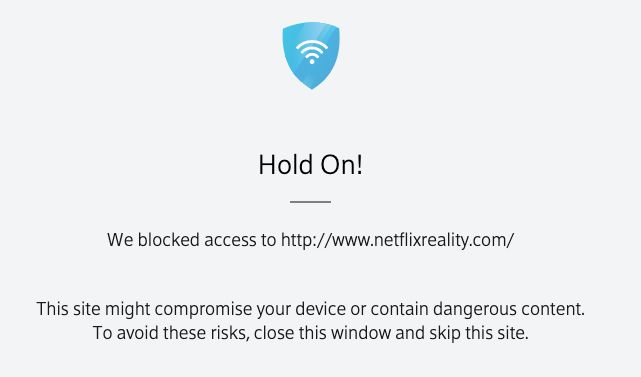 Hold On!
We blocked access to http://www.netflixreality.com/
This site might compromise your device or contain dangerous content.
To avoid these risks, close this window and skip this site.